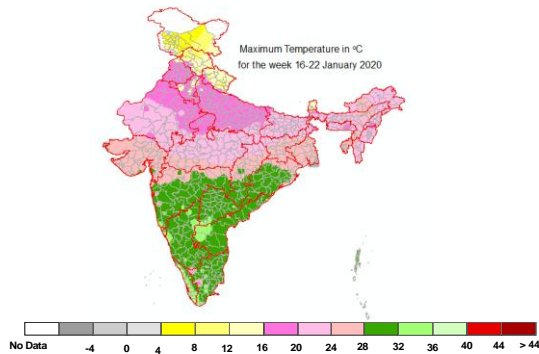 Maximum Temperature in °C
for the week 16-22 January 2020
No Data -4 0 4 8 12 16 20 24 28 32 36 40 44 > 44